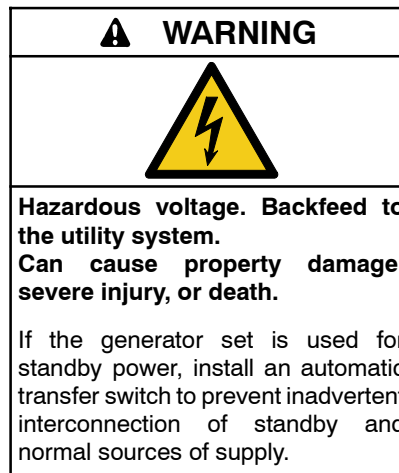 WARNING
Hazardous voltage. Backfeed to
the utility system.
Can cause property damage,
severe injury, or death.
If the generator set is used for
standby power, install an automatic
transfer switch to prevent inadvertent
interconnection of standby and
normal sources of supply.